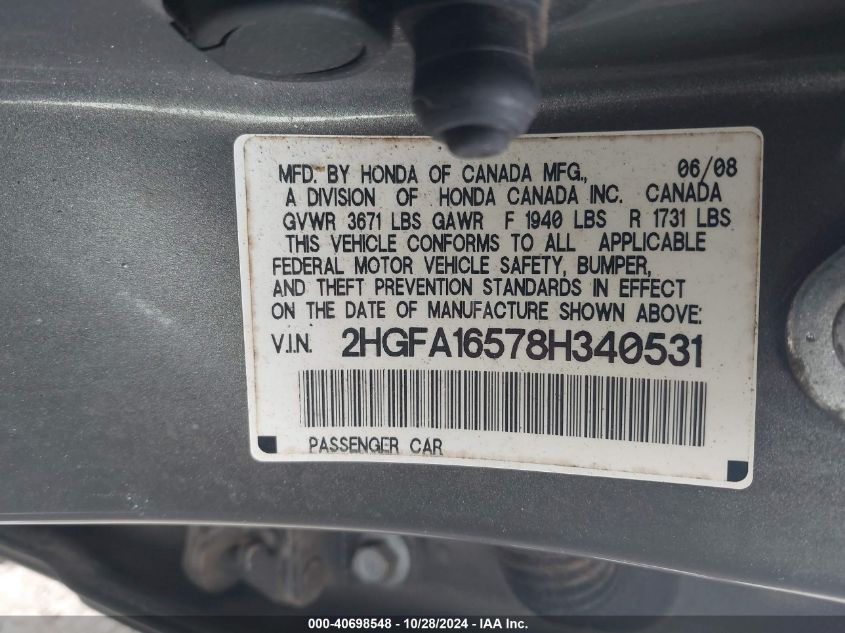 MFD. BY HONDA OF CANADA MFG., 06/08
A DIVISION OF HONDA CANADA INC. CANADA
GVWR 3671 LBS GAWR F 1940 LBS R 1731 LBS
THIS VEHICLE CONFORMS TO ALL APPLICABLE
FEDERAL MOTOR VEHICLE SAFETY, BUMPER,
AND THEFT PREVENTION STANDARDS IN EFFECT
ON THE DATE OF MANUFACTURE SHOWN ABOVE:
V.I.N. 2HGFA16578H340531
PASSENGER CAR
000-40698548 - 10/28/2024 - IAA Inc.